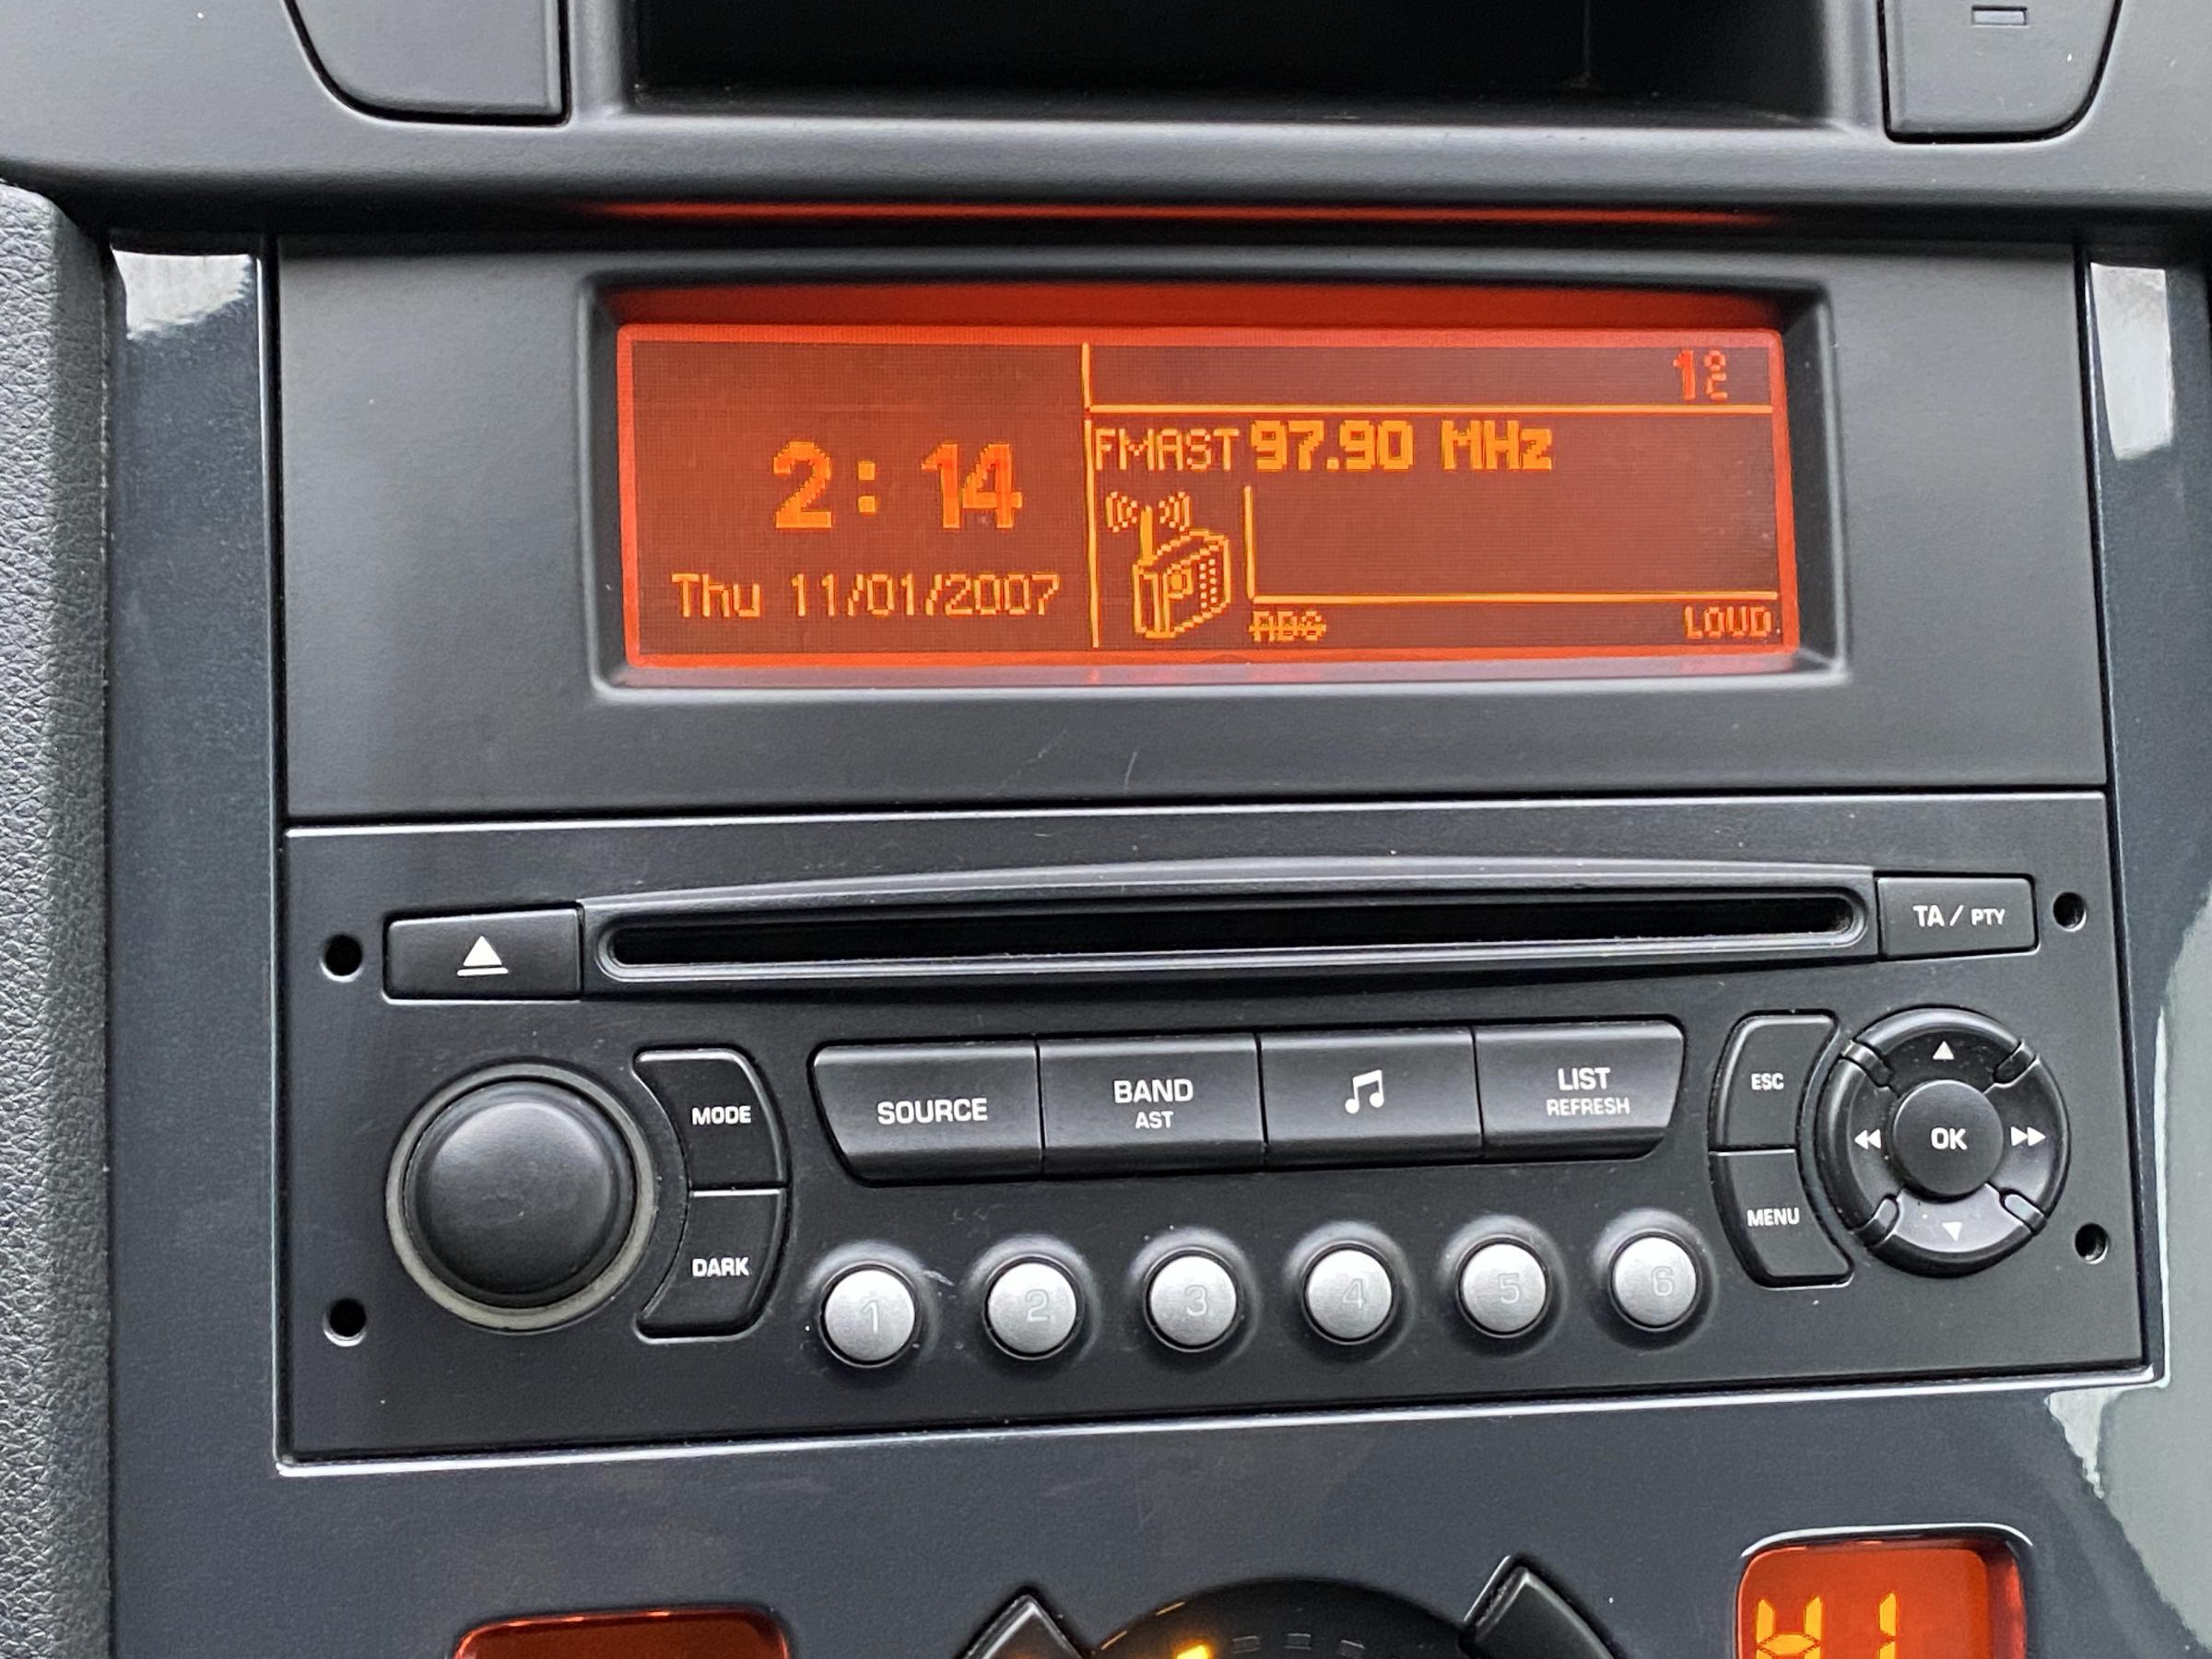 1°C
FMAST 97.90 MHz
2:14
Thu 11/01/2007
RDS
LOUD
TA / PTY
MODE
SOURCE
BAND
AST
LIST
REFRESH
ESC
OK
MENU
DARK
1 2 3 4 5 6
HI